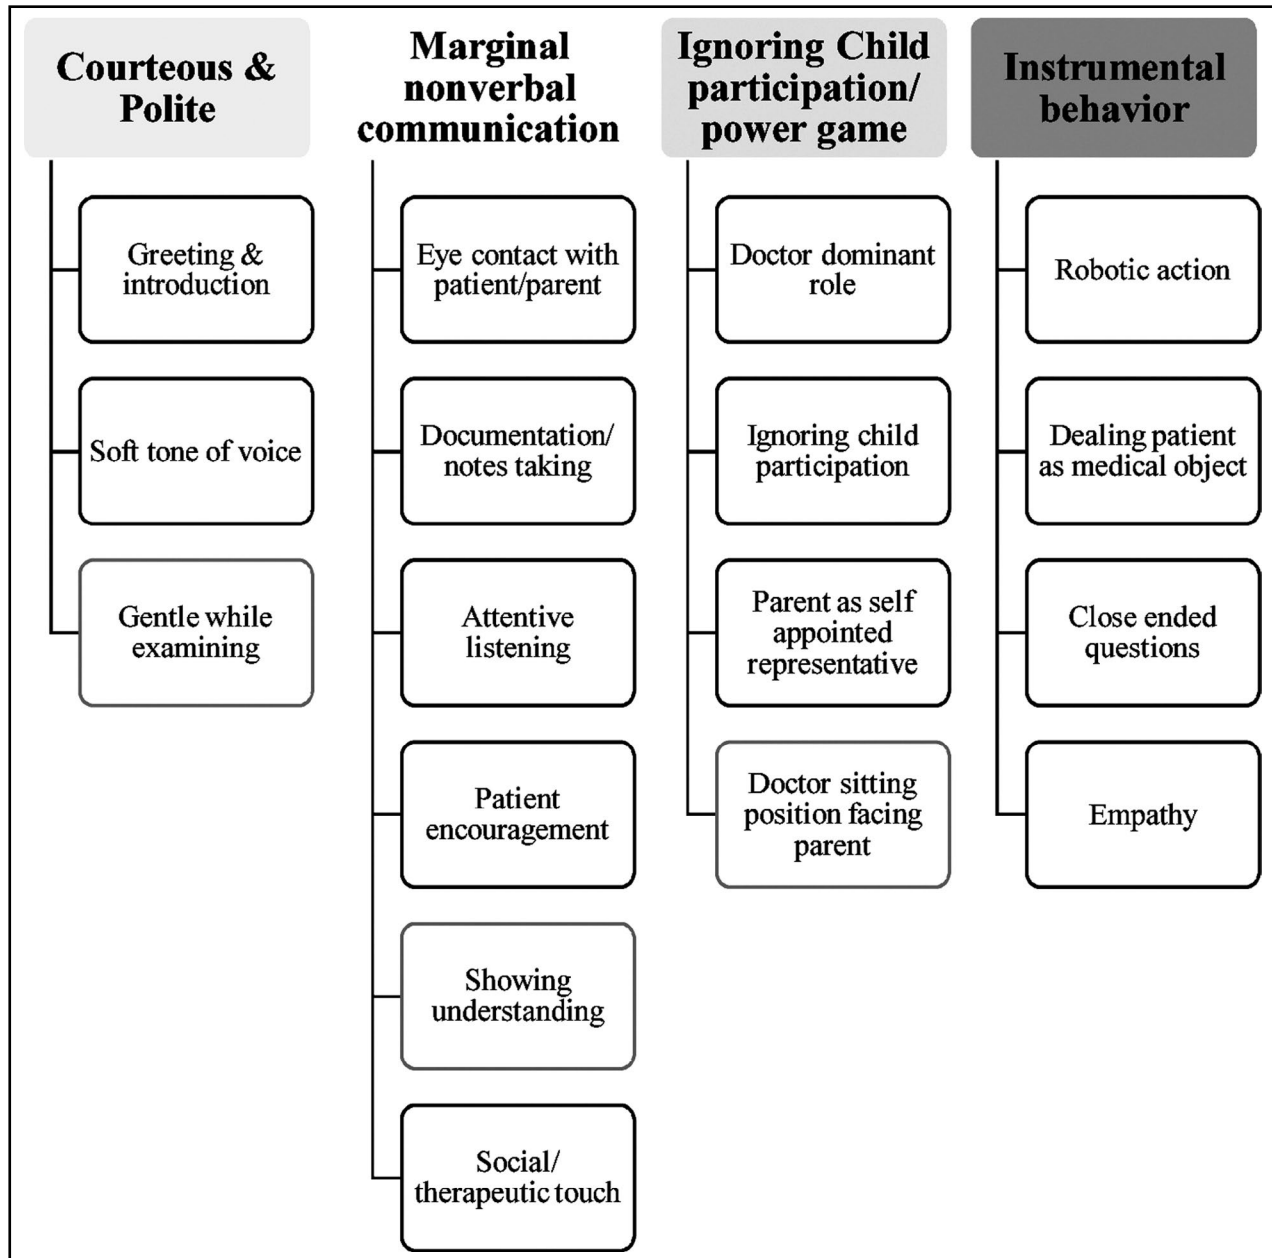 Courteous &
Polite
Greeting &
introduction
Soft tone of voice
Gentle while
examining
Marginal
nonverbal
communication
Eye contact with
patient/parent
Documentation/
notes taking
Attentive
listening
Patient
encouragement
Showing
understanding
Social/
therapeutic touch
Ignoring Child
participation/
power game
Doctor dominant
role
Ignoring child
participation
Parent as self
appointed
representative
Doctor sitting
position facing
parent
Instrumental
behavior
Robotic action
Dealing patient
as medical object
Close ended
questions
Empathy